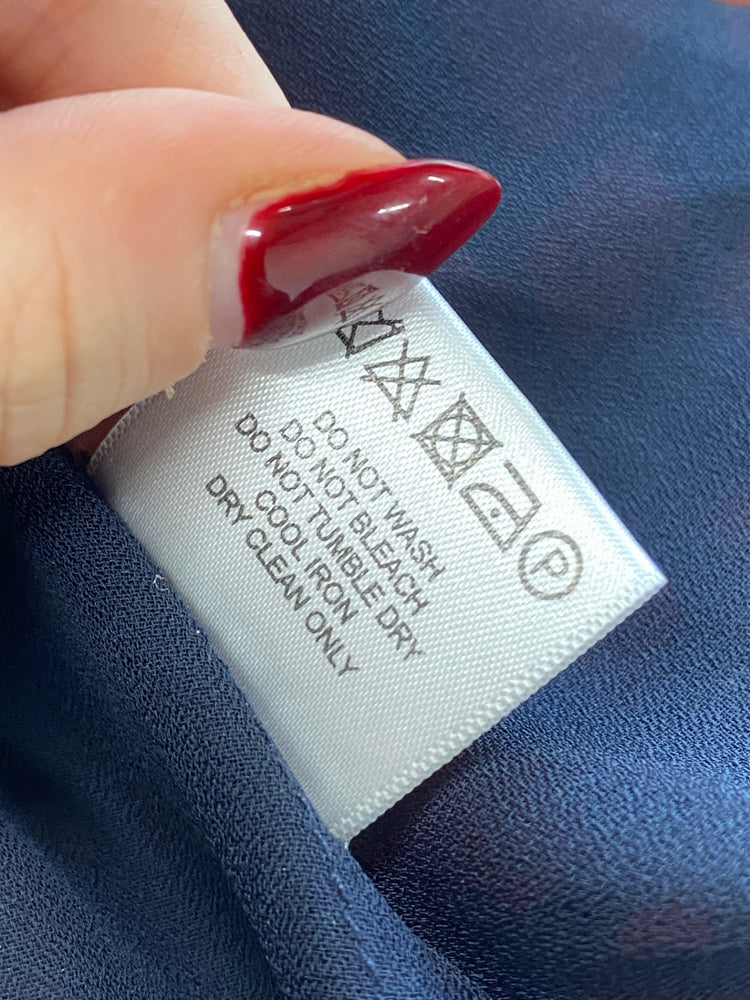 DO NOT WASH
DO NOT BLEACH
DO NOT TUMBLE DRY
COOL IRON
DRY CLEAN ONLY
P